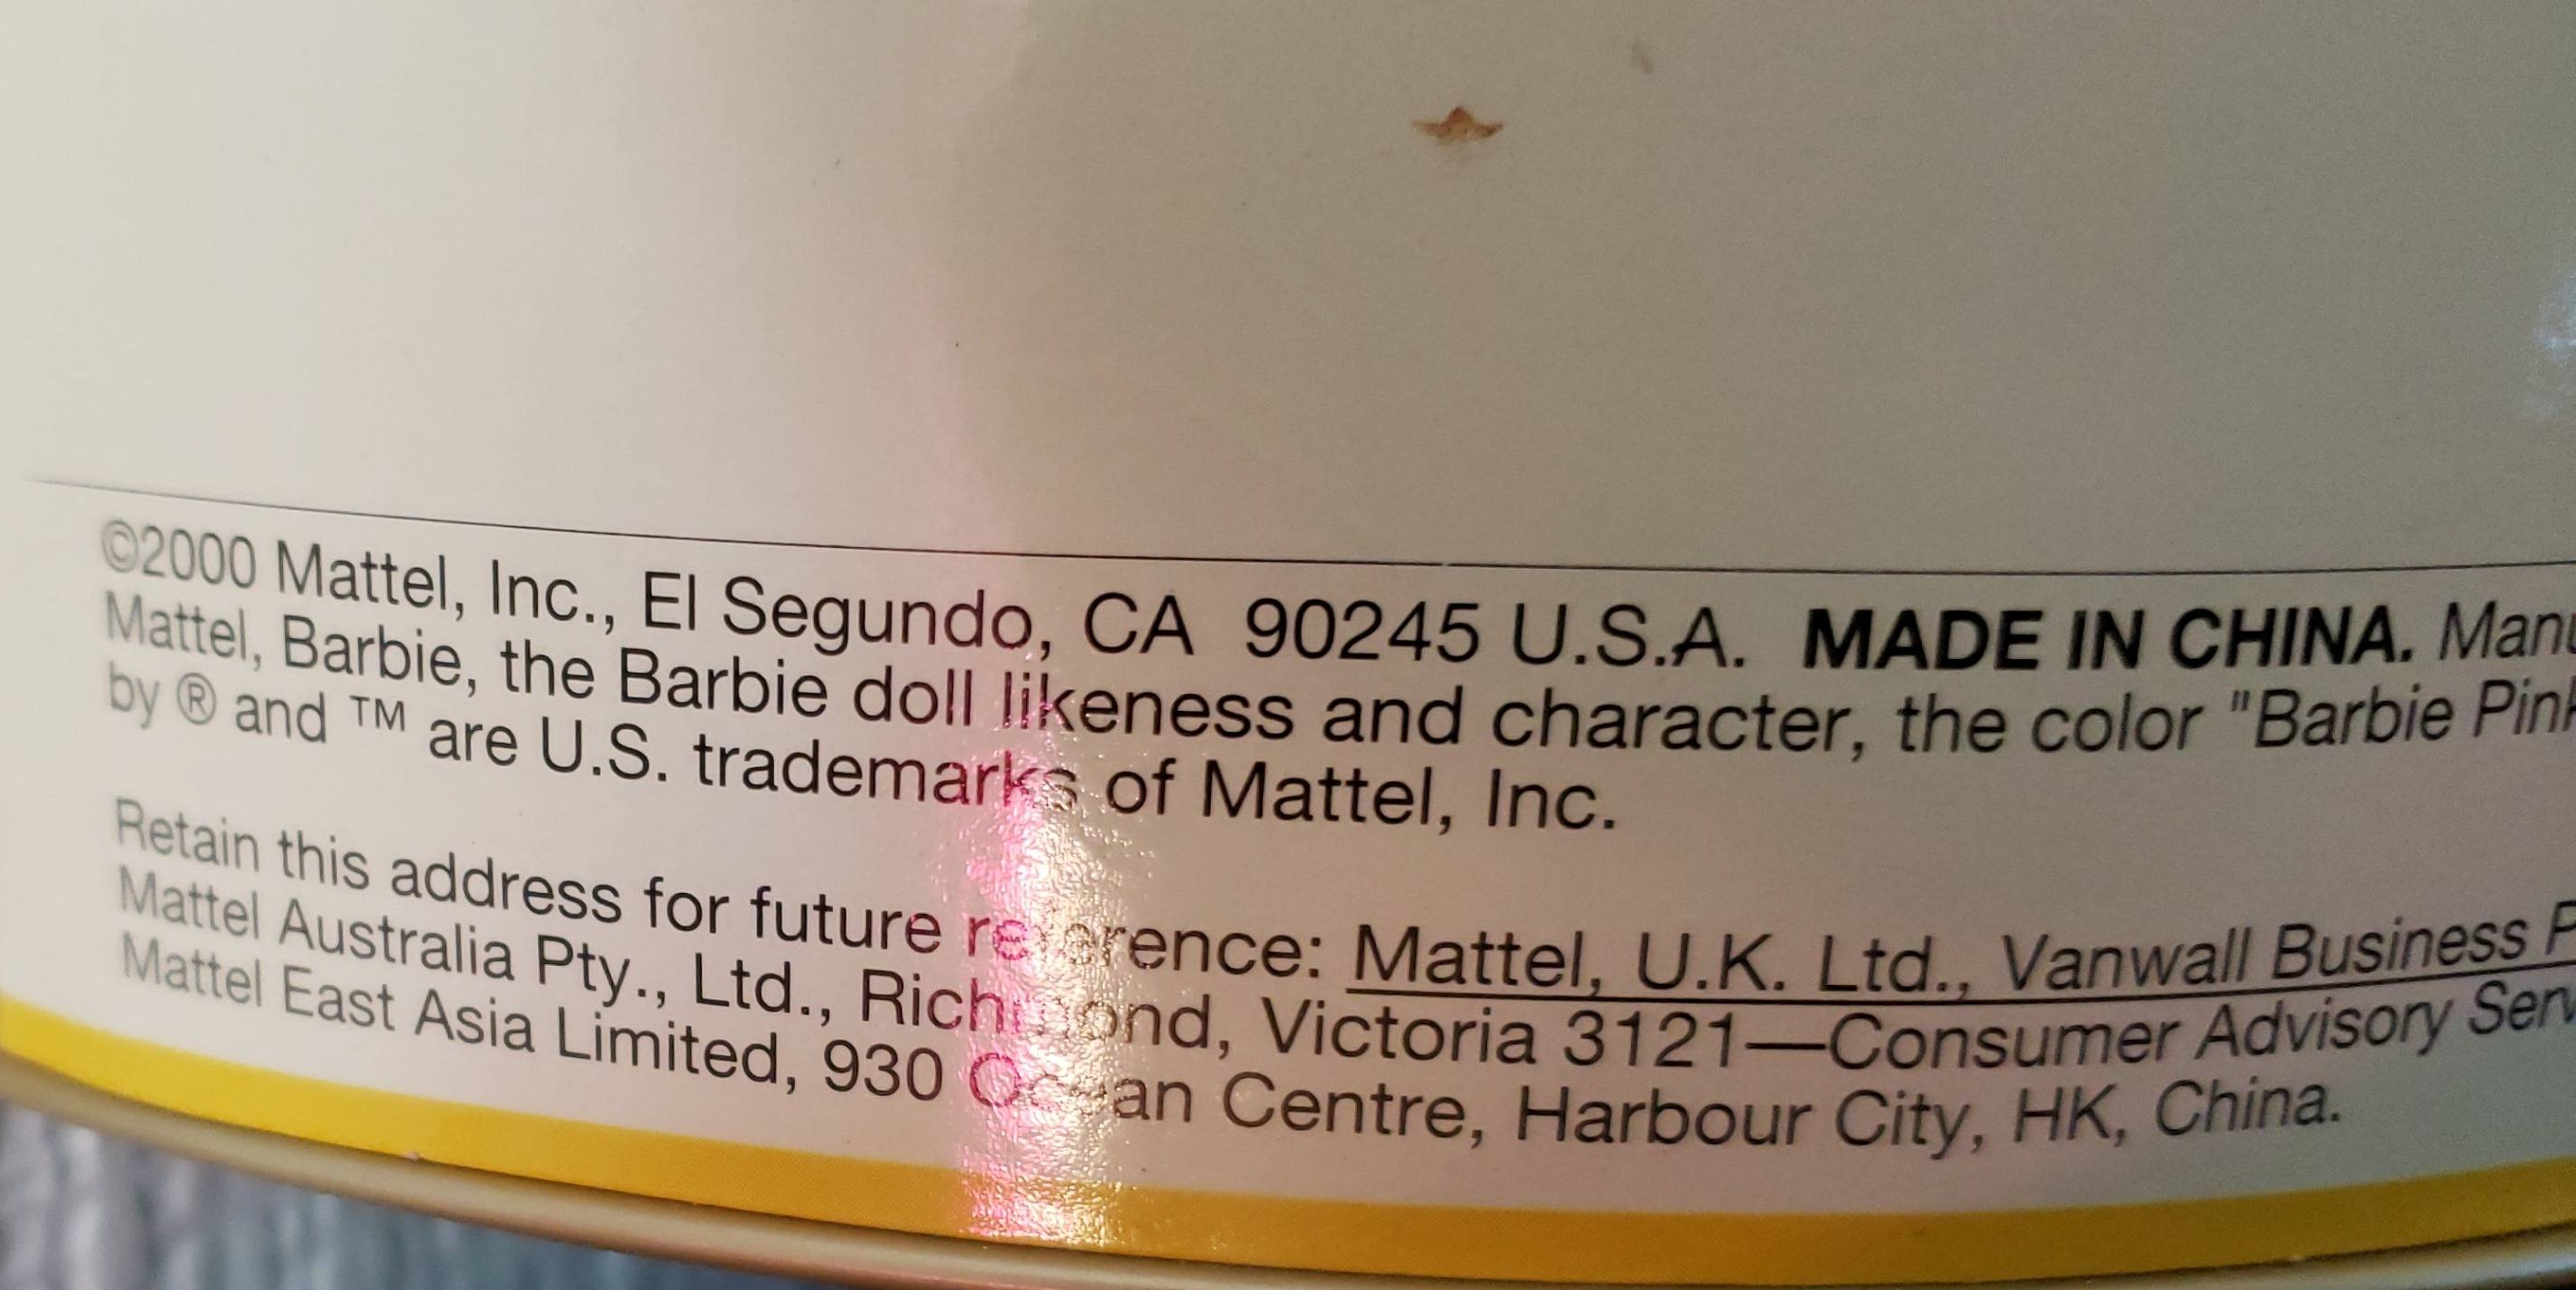 ©2000 Mattel, Inc., El Segundo, CA 90245 U.S.A. MADE IN CHINA.
Mattel, Barbie, the Barbie doll likeness and character, the color "Barbie
by ® and ™ are U.S. trademarks of Mattel, Inc.
Retain this address for future reference: Mattel, U.K. Ltd., Vanwall Business
Mattel Australia Pty., Ltd., Richmond, Victoria 3121—Consumer Advisory
Mattel East Asia Limited, 930 Ocean Centre, Harbour City, HK, China.